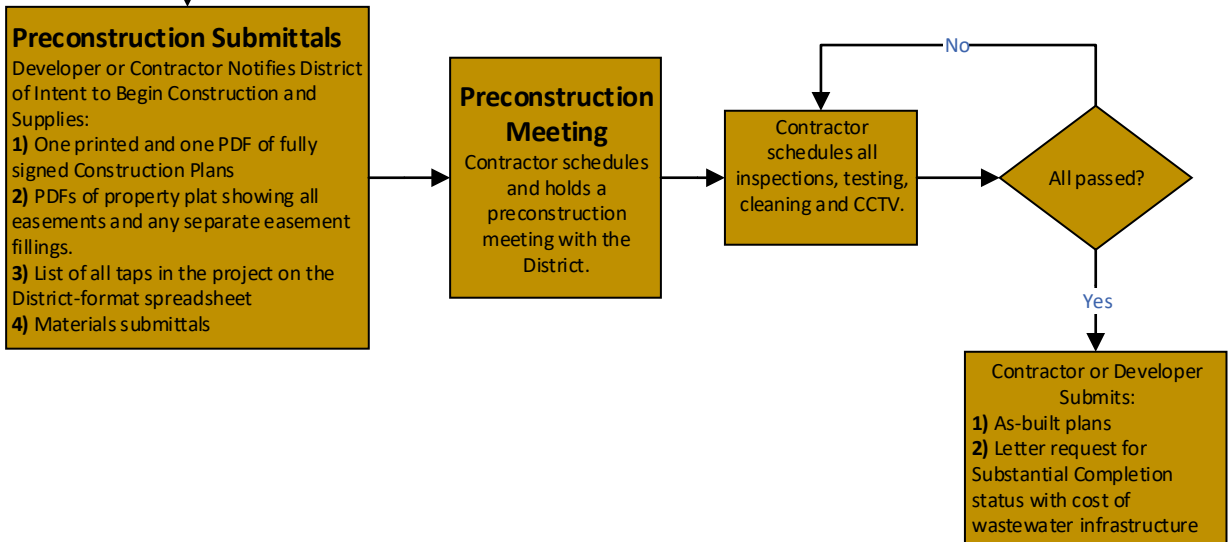 Preconstruction Submittals
Developer or Contractor Notifies District
of Intent to Begin Construction and
Supplies:
1) One printed and one PDF of fully
signed Construction Plans
2) PDFs of property plat showing all
easements and any separate easement
fillings.
3) List of all taps in the project on the
District-format spreadsheet
4) Materials submittals
Preconstruction
Meeting
Contractor schedules
and holds a
preconstruction
meeting with the
District.
Contractor
schedules all
inspections, testing,
cleaning and CCTV.
No
All passed?
Yes
Contractor or Developer
Submits:
1) As-built plans
2) Letter request for
Substantial Completion
status with cost of
wastewater infrastructure